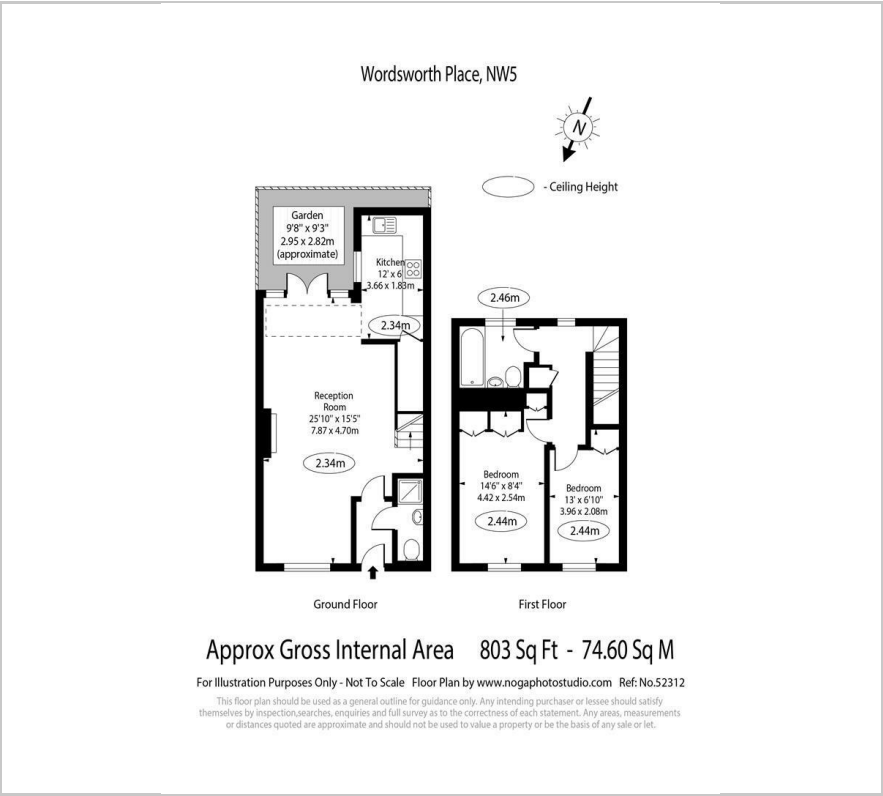 Wordsworth Place, NW5
N
- Ceiling Height
Garden
9'8" x 9'3"
2.95 x 2.82m
(approximate)
Kitchen
12' x 6
3.66 x 1.83m
2.34m
Reception
Room
25'10" x 15'5"
7.87 x 4.70m
2.34m
2.46m
Bedroom
14'6" x 8'4"
4.42 x 2.54m
2.44m
Bedroom
13' x 6'10"
3.96 x 2.08m
2.44m
Ground Floor
First Floor
Approx Gross Internal Area 803 Sq Ft - 74.60 Sq M
For Illustration Purposes Only - Not To Scale Floor Plan by www.nogaphotostudio.com Ref: No.52312
This floor plan should be used as a general outline for guidance only. Any intending purchaser or lessee should satisfy
themselves by inspection,searches, enquiries and full survey as to the correctness of each statement. Any areas, measurements
or distances quoted are approximate and should not be used to value a property or be the basis of any sale or let.